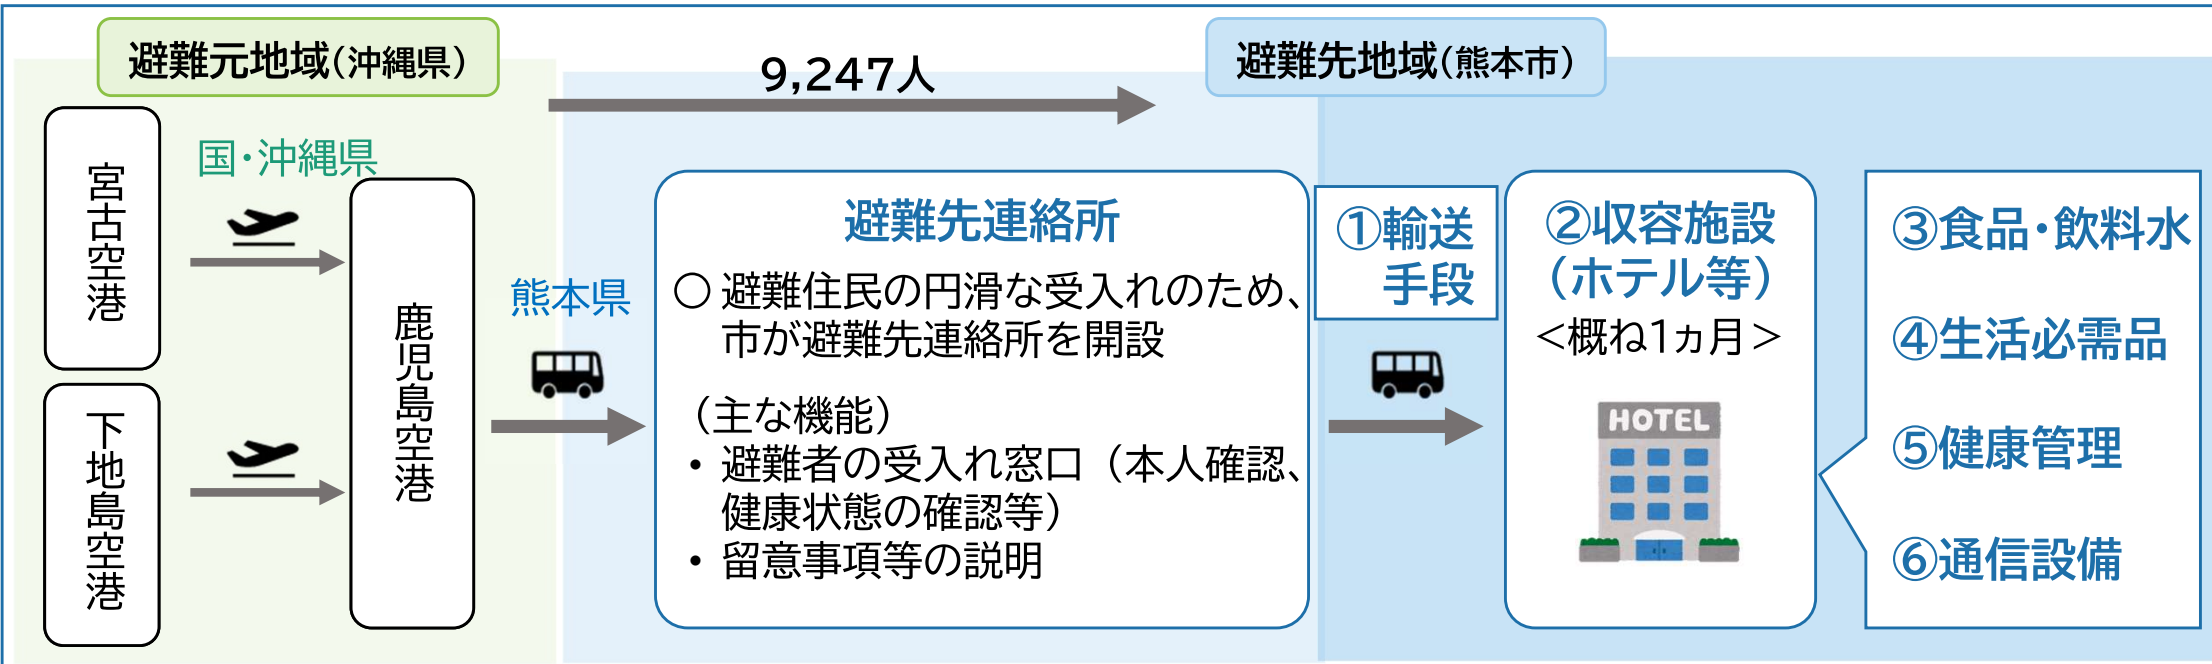 避難元地域(沖縄県)
9,247人
避難先地域(熊本市)
宮古空港
国・沖縄県
下地島空港
鹿児島空港
熊本県
避難先連絡所
〇 避難住民の円滑な受入れのため、
市が避難先連絡所を開設
（主な機能）
• 避難者の受入れ窓口（本人確認、
健康状態の確認等）
• 留意事項等の説明
①輸送
手段
②収容施設
（ホテル等）
<概ね1ヵ月>
HOTEL
③食品・飲料水
④生活必需品
⑤健康管理
⑥通信設備